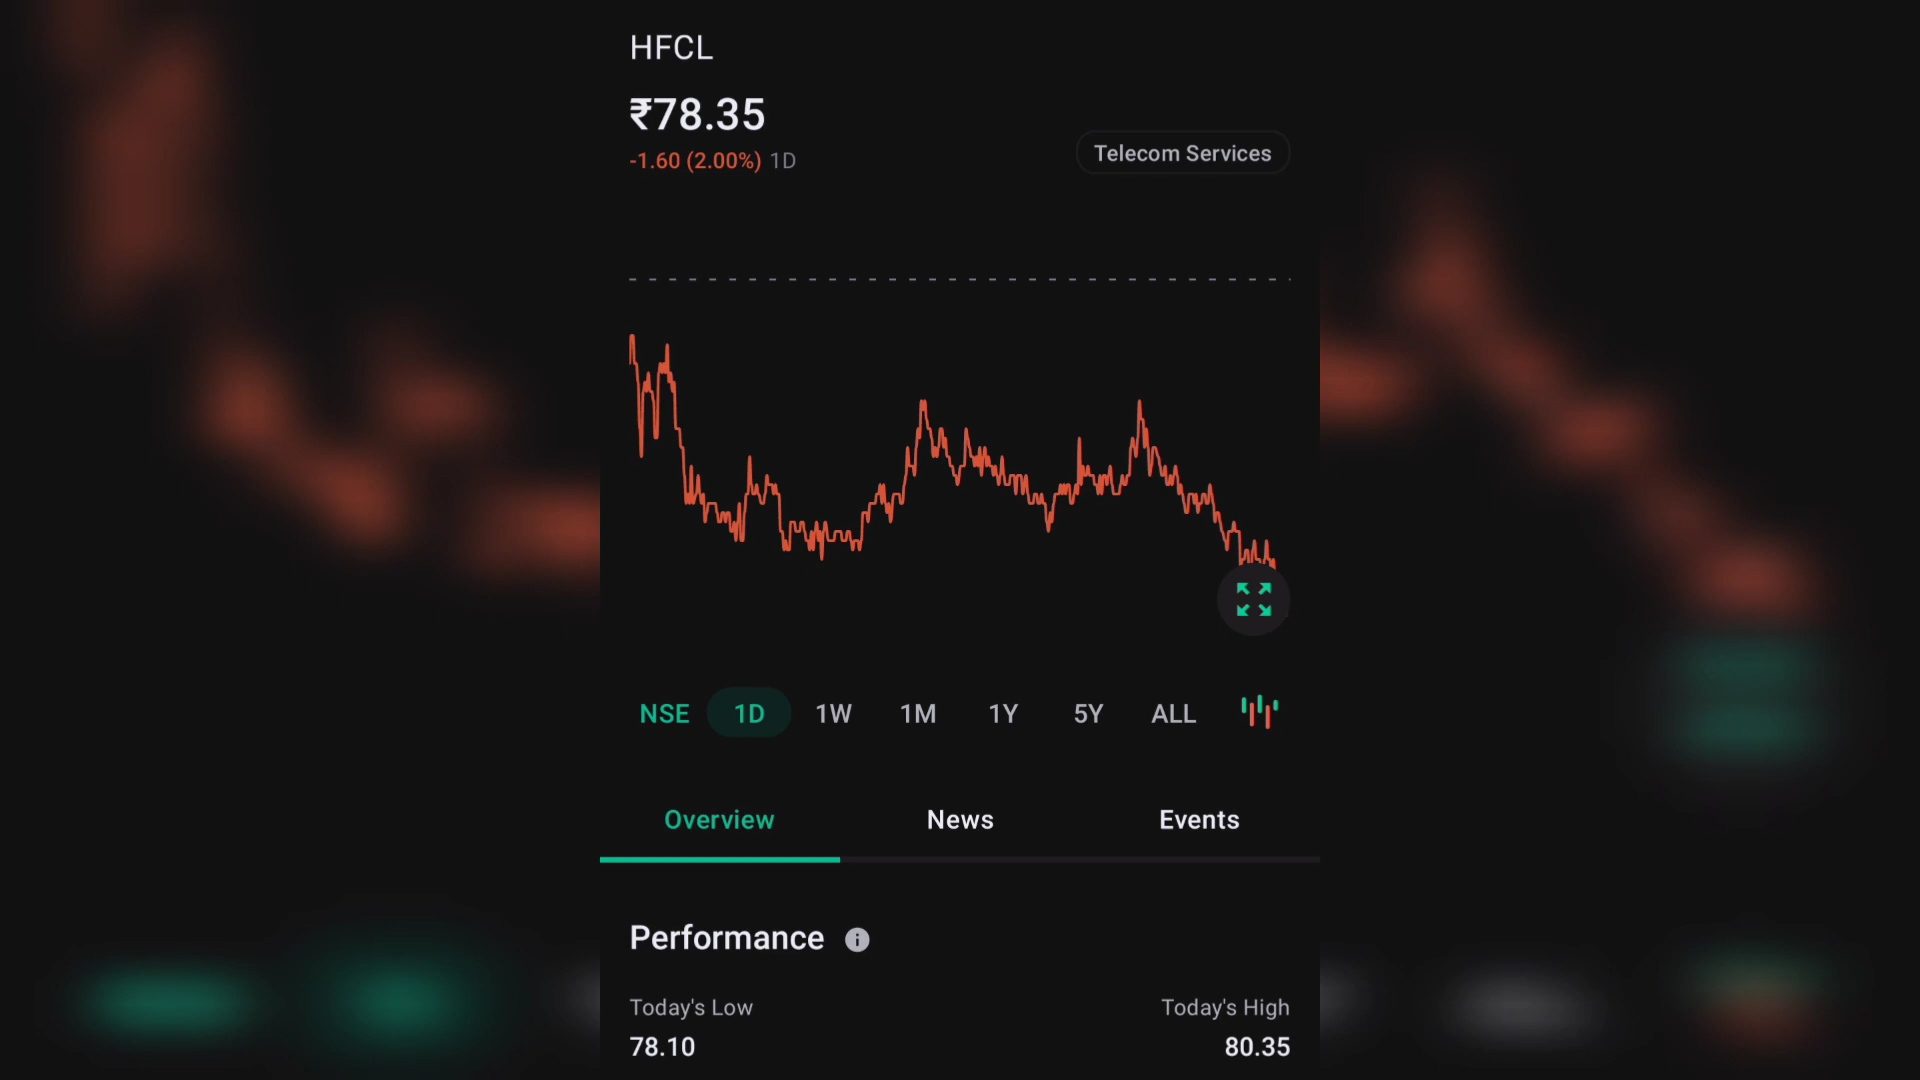 HFCL
₹78.35
-1.60 (2.00%) 1D
Telecom Services
NSE 1D 1W 1M 1Y 5Y ALL
Overview News Events
Performance
Today's Low Today's High
78.10 80.35